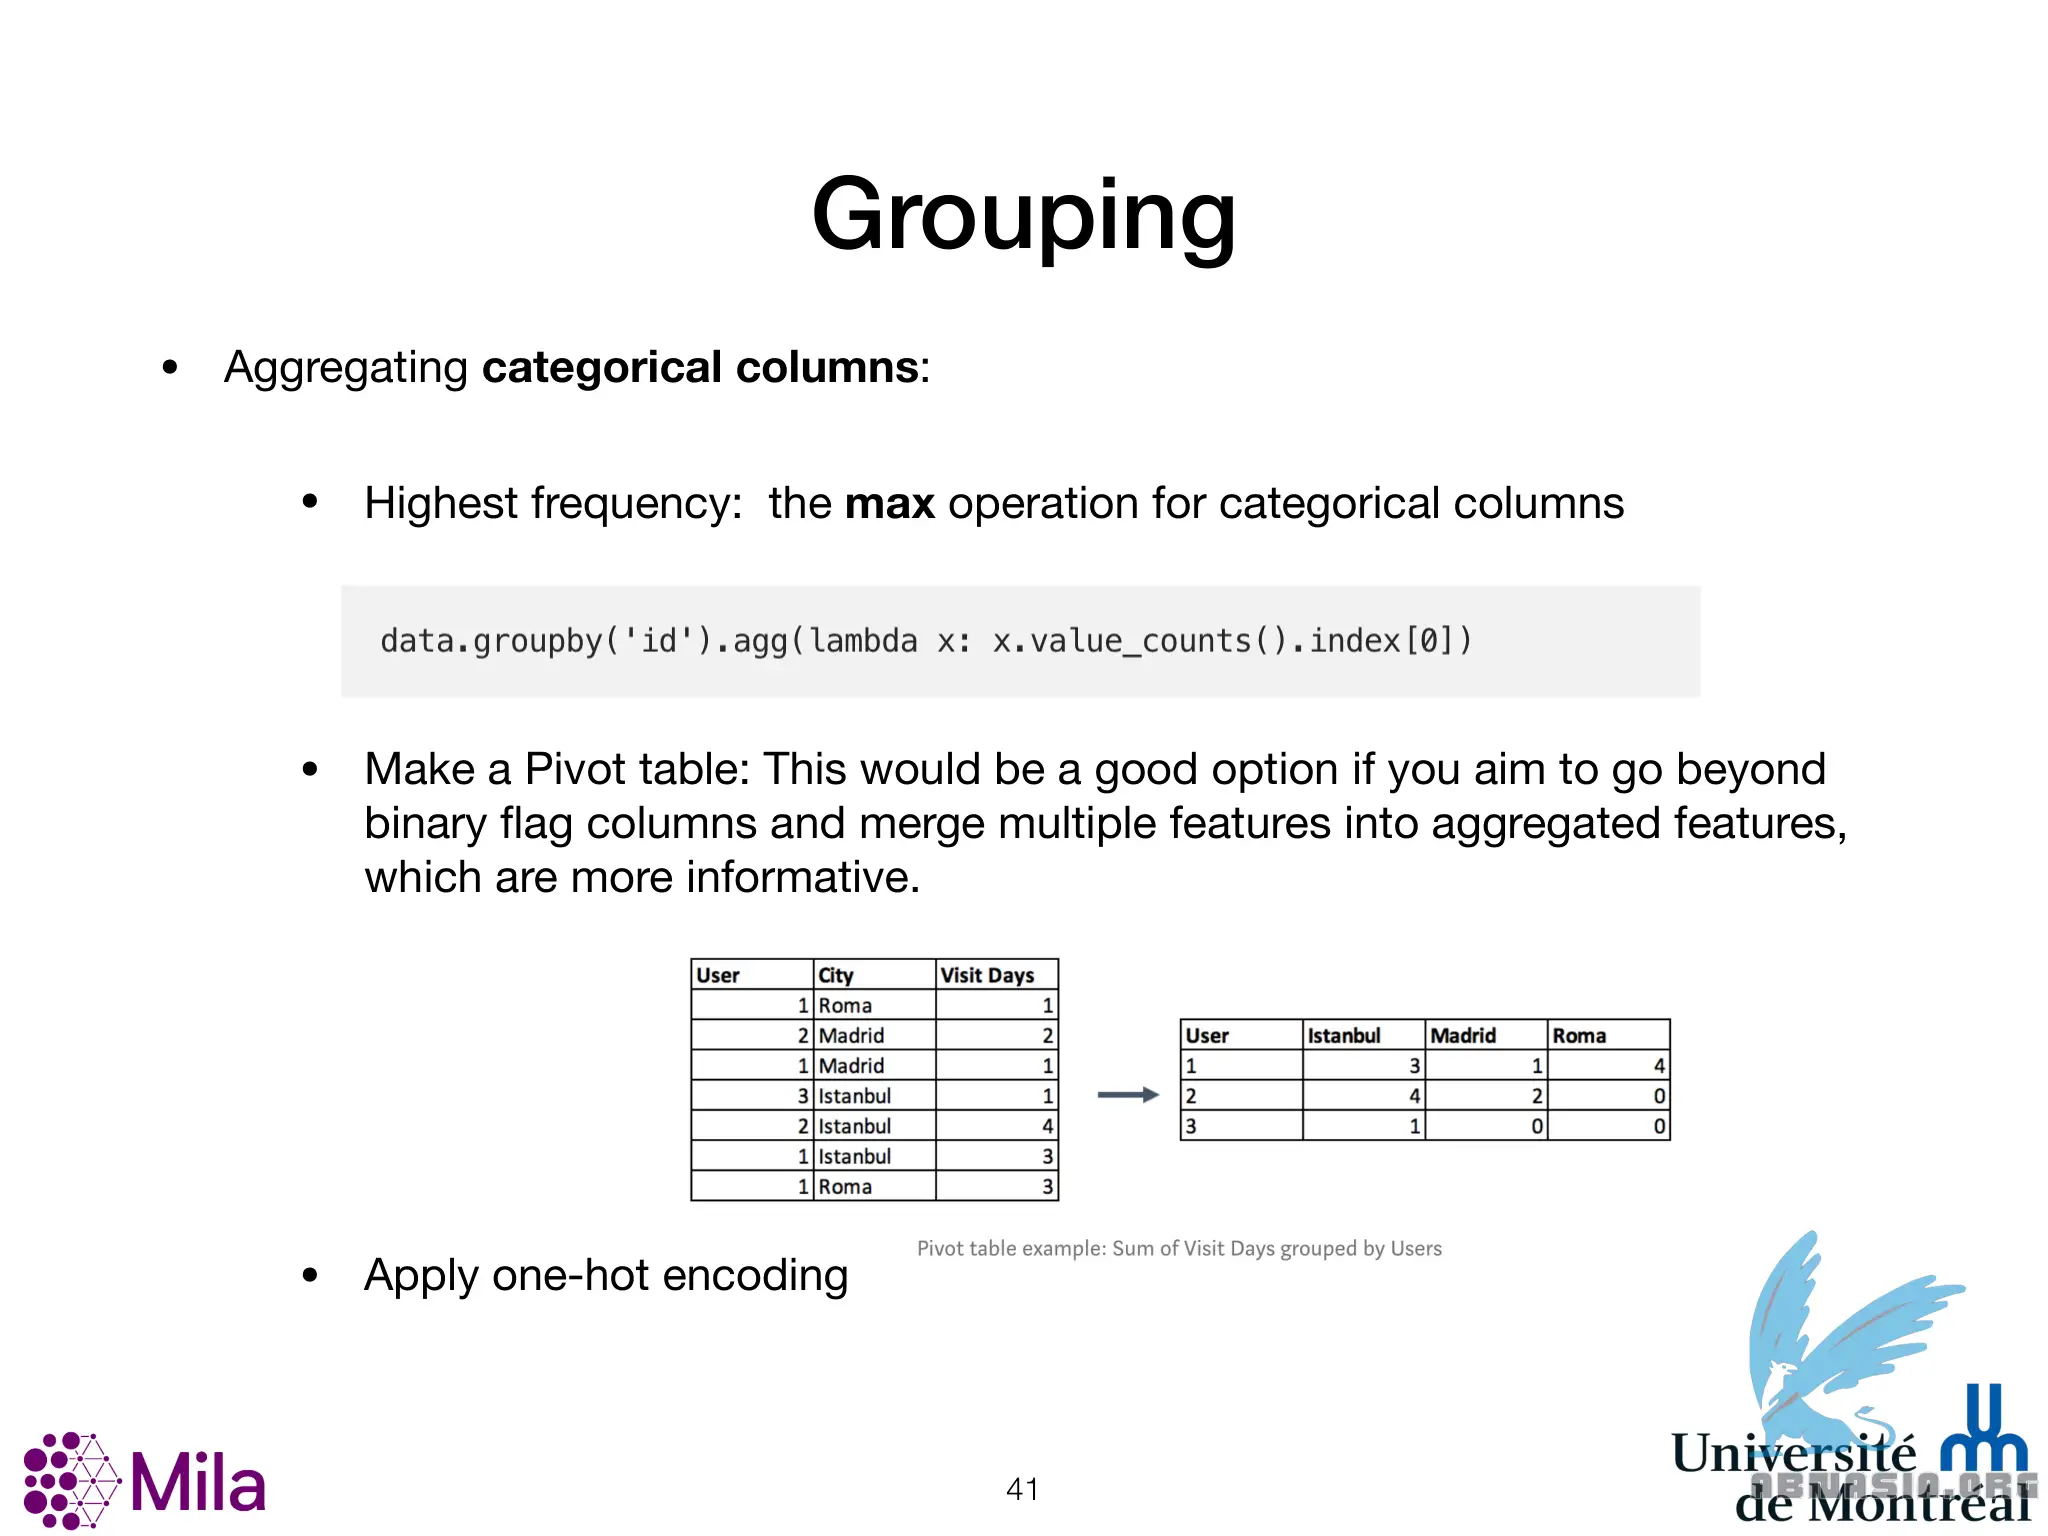 Grouping
• Aggregating categorical columns:
• Highest frequency:  the max operation for categorical columns
data.groupby('id').agg(lambda x: x.value_counts().index[0])
• Make a Pivot table: This would be a good option if you aim to go beyond
binary flag columns and merge multiple features into aggregated features,
which are more informative.
User City Visit Days
1 Roma 1
2 Madrid 2
1 Madrid 1
3 Istanbul 1
2 Istanbul 4
1 Istanbul 3
1 Roma 3
User Istanbul Madrid Roma
1 3 1 4
2 4 2 0
3 1 0 0
Pivot table example: Sum of Visit Days grouped by Users
• Apply one-hot encoding
Mila
41
Université
de Montréal
ABNASIA.ORG